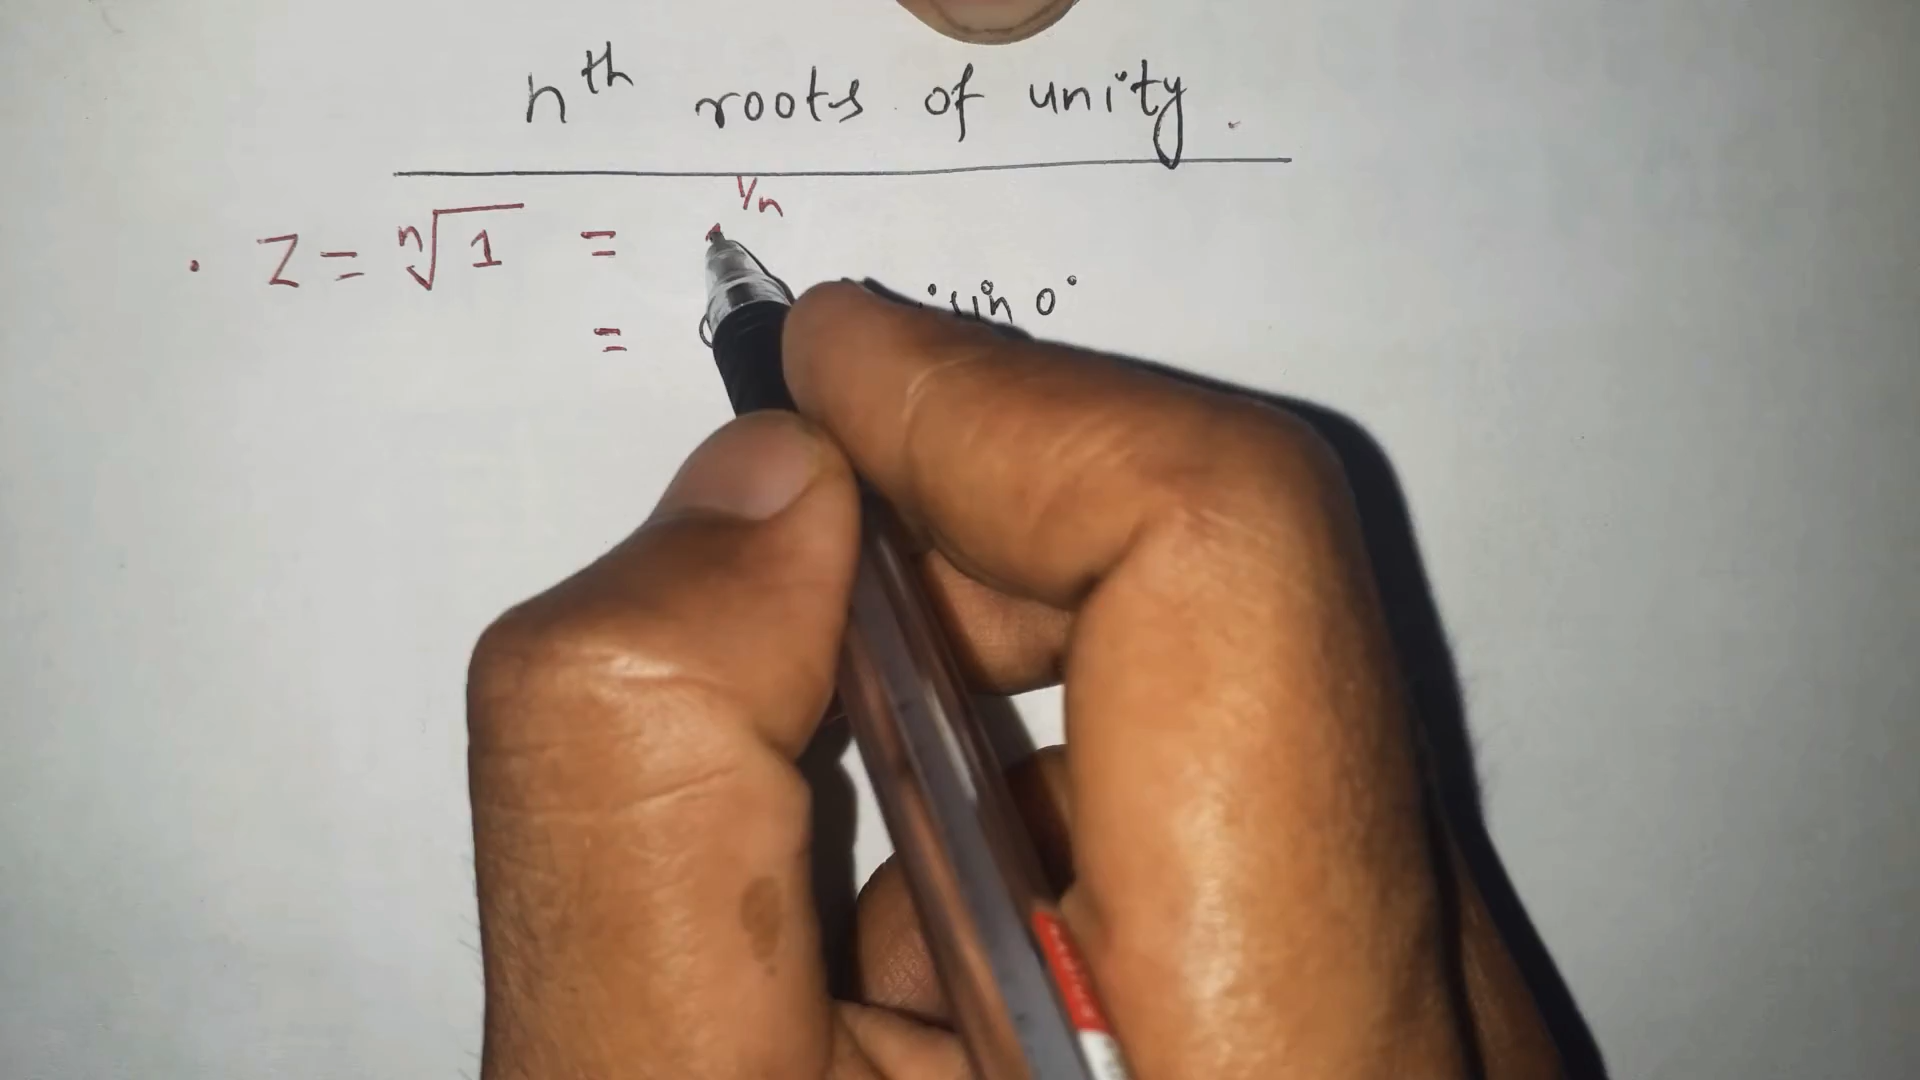 nth roots of unity.
. Z = ⁿ√1 = 1/n
= i sin 0°